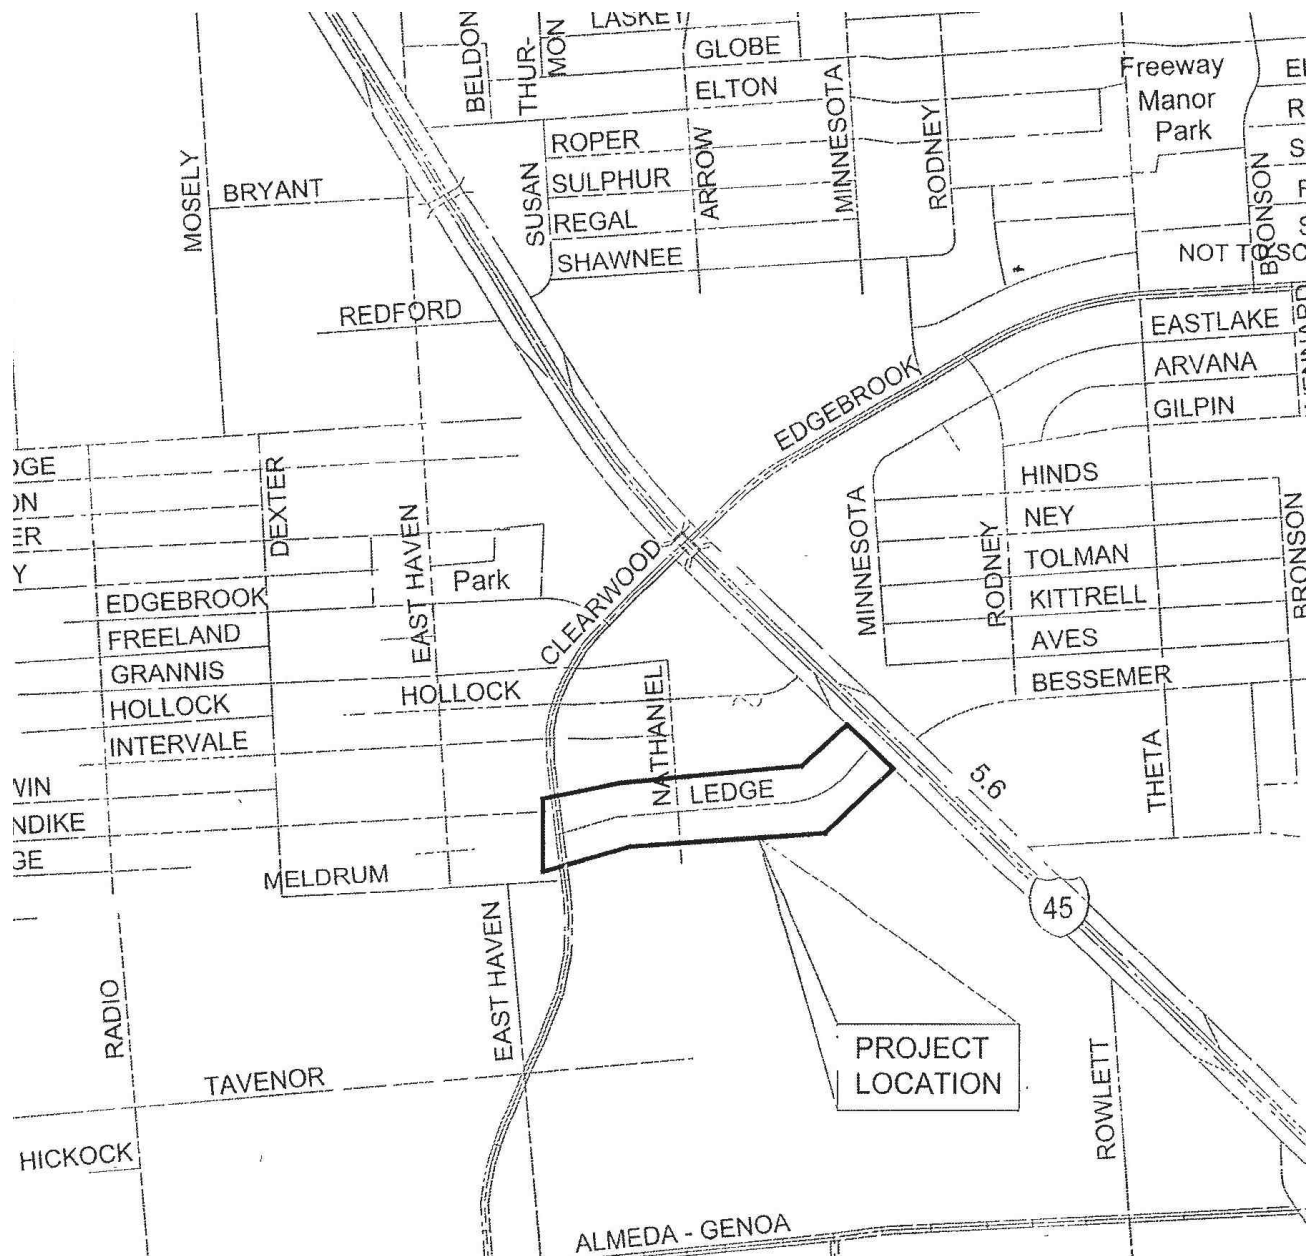 LASKEY
BELDON
THUR-
MON
GLOBE
ELTON
MINNESOTA
Freeway
Manor
Park
RODNEY
ROPER
ARROW
SULPHUR
SUSAN
REGAL
SHAWNEE
MOSELY
BRYANT
BRONSON
REDFORD
EASTLAKE
ARVANA
GILPIN
EDGEBROOK
DEXTER
HINDS
NEY
TOLMAN
KITTRELL
AVES
BESSEMER
MINNESOTA
RODNEY
BRONSON
EAST HAVEN
Park
CLEARWOOD
EDGEBROOK
FREELAND
GRANNIS
HOLLOCK
INTERVALE
HOLLOCK
NATHANIEL
LEDGE
THETA
5.6
MELDRUM
45
EAST HAVEN
RADIO
PROJECT
LOCATION
TAVENOR
ROWLETT
HICKOCK
ALMEDA - GENOA